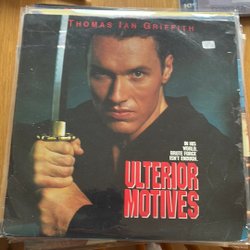 THOMAS IAN GRIFFITH
IN HIS
WORLD,
BRUTE FORCE
ISN'T ENOUGH.
ULTERIOR
MOTIVES